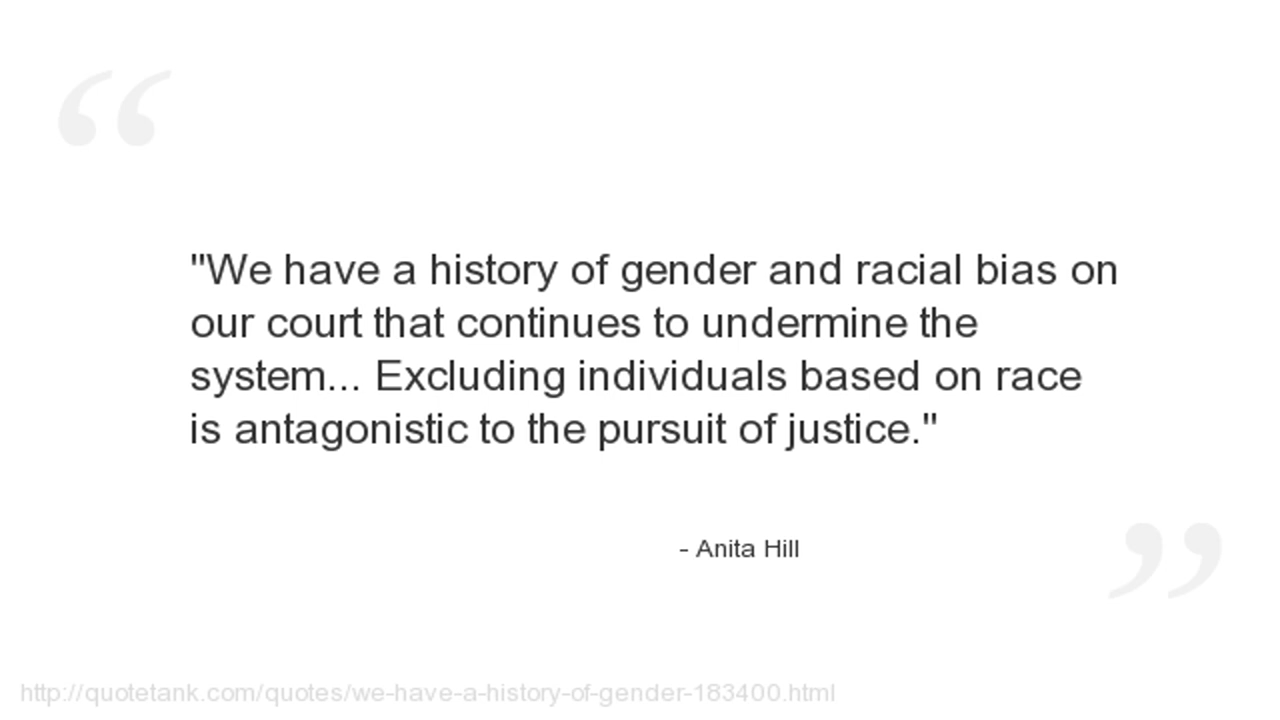 "We have a history of gender and racial bias on
our court that continues to undermine the
system... Excluding individuals based on race
is antagonistic to the pursuit of justice."
- Anita Hill
http://quotetank.com/quotes/we-have-a-history-of-gender-183400.html